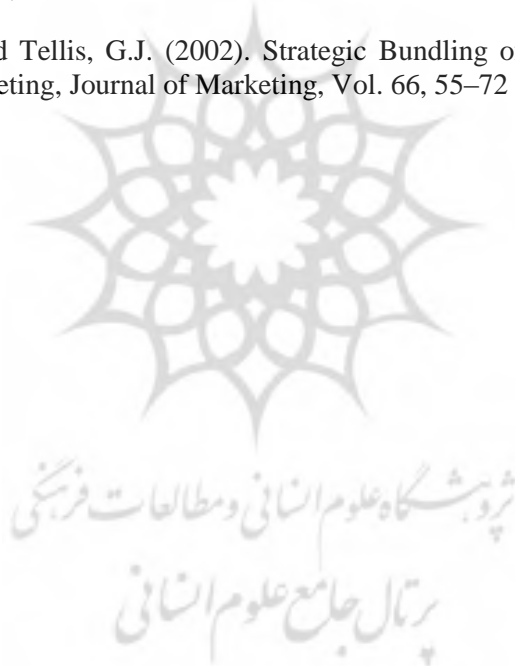 d Tellis, G.J. (2002). Strategic Bundling o
eting, Journal of Marketing, Vol. 66, 55–72
پژوهشگاه علوم انسانی و مطالعات فرهنگی
پرتال جامع علوم انسانی